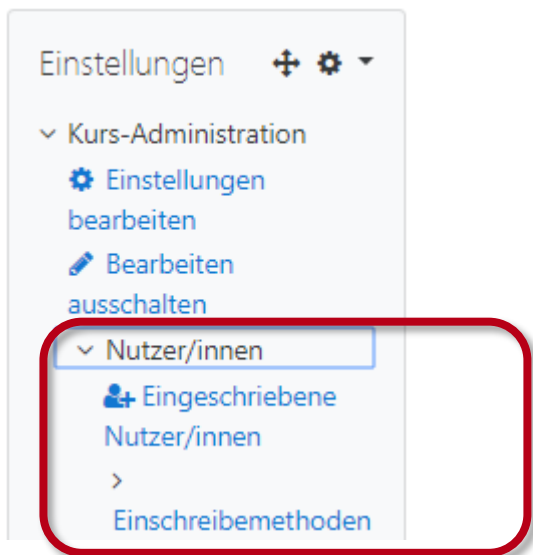 Einstellungen
Kurs-Administration
Einstellungen
bearbeiten
Bearbeiten
ausschalten
Nutzer/innen
Eingeschriebene
Nutzer/innen
Einschreibemethoden